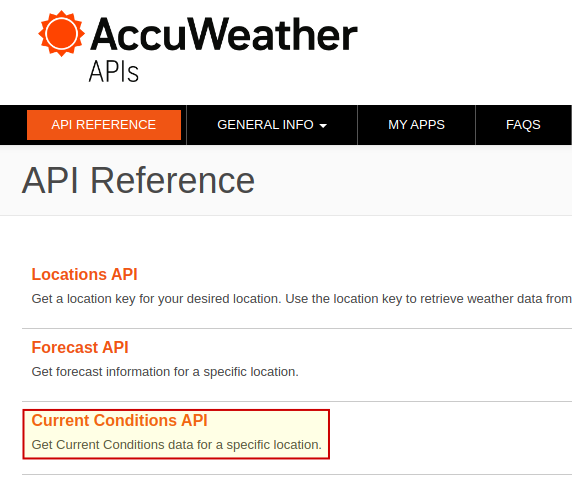 AccuWeather
APIs
API REFERENCE
GENERAL INFO
MY APPS
FAQS
API Reference
Locations API
Get a location key for your desired location. Use the location key to retrieve weather data from
Forecast API
Get forecast information for a specific location.
Current Conditions API
Get Current Conditions data for a specific location.